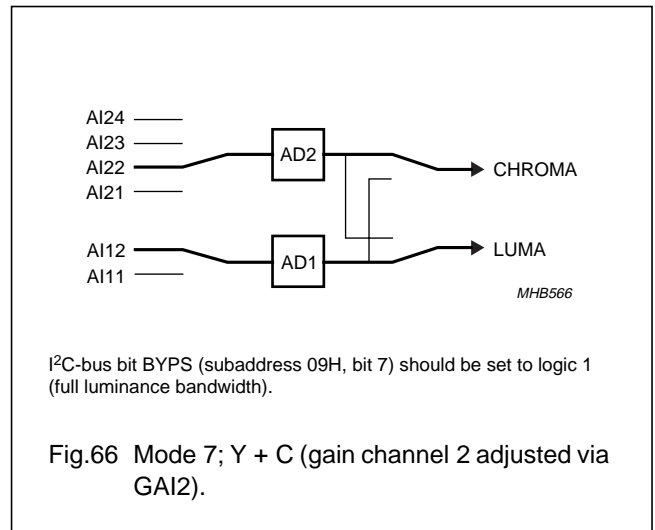 AI24
AI23
AI22
AI21
AD2
CHROMA
AI12
AI11
AD1
LUMA
MHB566
I2C-bus bit BYPS (subaddress 09H, bit 7) should be set to logic 1
(full luminance bandwidth).
Fig.66 Mode 7; Y + C (gain channel 2 adjusted via
GAI2).